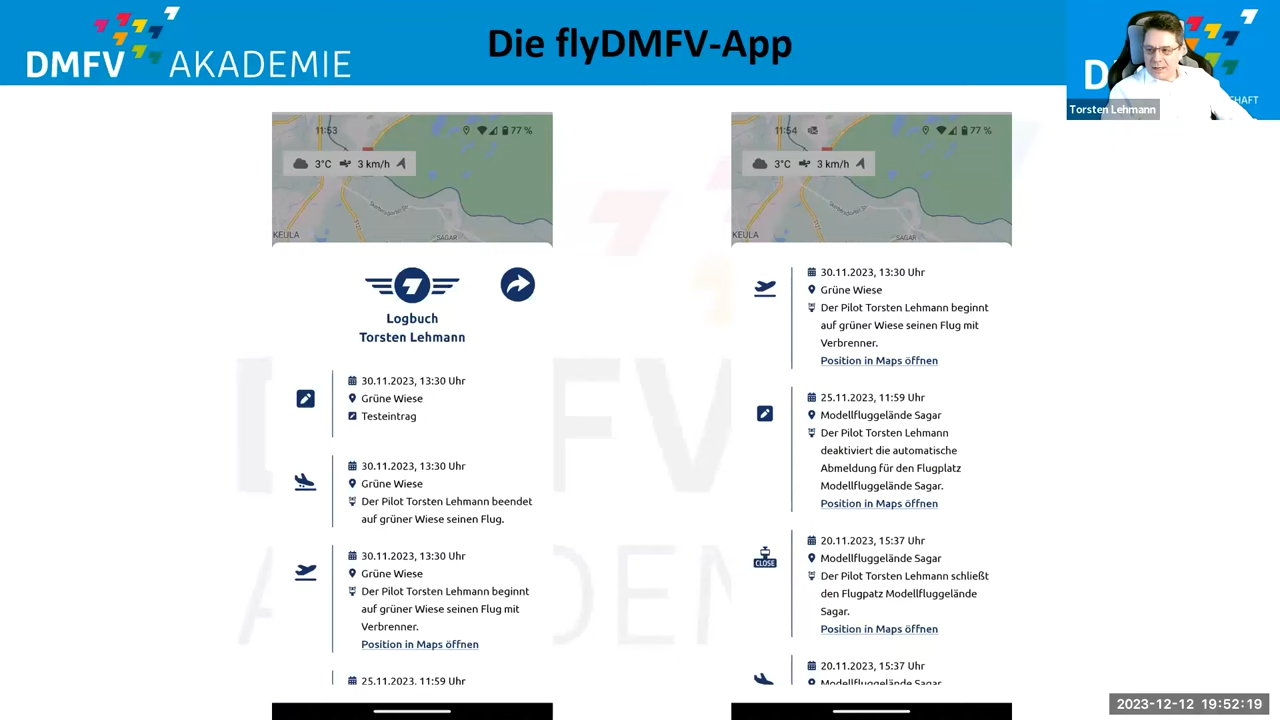 DMFV AKADEMIE
Die flyDMFV-App
D
HAFT
Torsten Lehmann
11:53
77 %
3°C
3 km/h
KEULA
SAGAR
Logbuch
Torsten Lehmann
30.11.2023, 13:30 Uhr
Grüne Wiese
Testeintrag
30.11.2023, 13:30 Uhr
Grüne Wiese
Der Pilot Torsten Lehmann beendet
auf grüner Wiese seinen Flug.
30.11.2023, 13:30 Uhr
Grüne Wiese
Der Pilot Torsten Lehmann beginnt
auf grüner Wiese seinen Flug mit
Verbrenner.
Position in Maps öffnen
25.11.2023, 11:59 Uhr
11:54
77 %
3°C
3 km/h
KEULA
SAGAR
30.11.2023, 13:30 Uhr
Grüne Wiese
Der Pilot Torsten Lehmann beginnt
auf grüner Wiese seinen Flug mit
Verbrenner.
Position in Maps öffnen
25.11.2023, 11:59 Uhr
Modellfluggelände Sagar
Der Pilot Torsten Lehmann
deaktiviert die automatische
Abmeldung für den Flugplatz
Modellfluggelände Sagar.
Position in Maps öffnen
CLOSE
20.11.2023, 15:37 Uhr
Modellfluggelände Sagar
Der Pilot Torsten Lehmann schließt
den Flugpatz Modellfluggelände
Sagar.
Position in Maps öffnen
20.11.2023, 15:37 Uhr
Modellfluggelände Sagar
2023-12-12 19:52:19